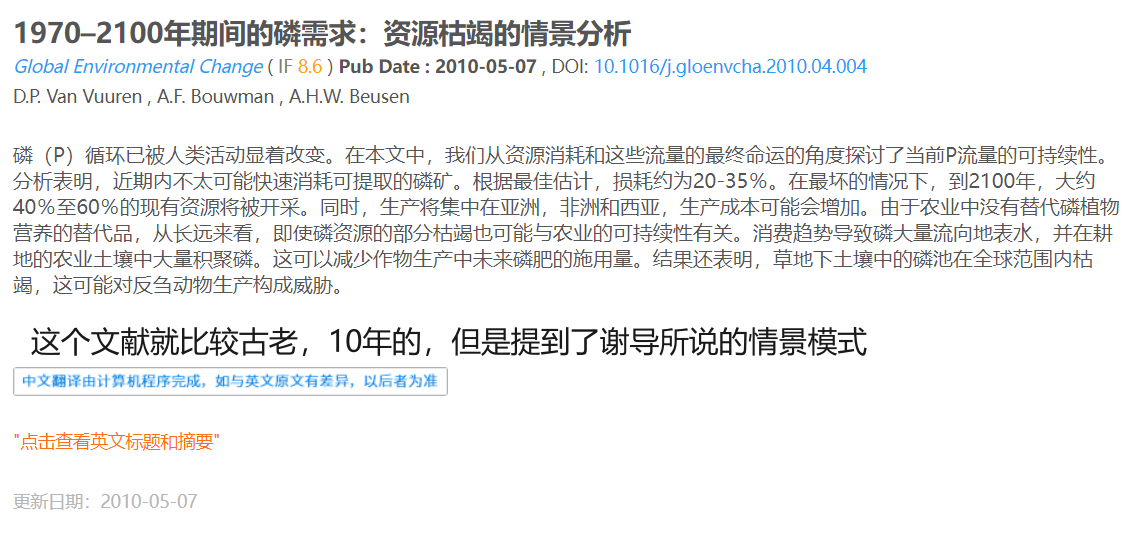 1970–2100年期间的磷需求：资源枯竭的情景分析
Global Environmental Change ( IF 8.6 ) Pub Date : 2010-05-07 , DOI: 10.1016/j.gloenvcha.2010.04.004
D.P. Van Vuuren , A.F. Bouwman , A.H.W. Beusen
磷（P）循环已被人类活动显着改变。在本文中，我们从资源消耗和这些流量的最终命运的角度探讨了当前P流量的可持续性。
分析表明，近期内不太可能快速消耗可提取的磷矿。根据最佳估计，损耗约为20-35％。在最坏的情况下，到2100年，大约
40％至60％的现有资源将被开采。同时，生产将集中在亚洲，非洲和西亚，生产成本可能会增加。由于农业中没有替代磷植物
营养的替代品，从长远来看，即使磷资源的部分枯竭也可能与农业的可持续性有关。消费趋势导致磷大量流向地表水，并在耕
地的农业土壤中大量积聚磷。这可以减少作物生产中未来磷肥的施用量。结果还表明，草地下土壤中的磷池在全球范围内枯
竭，这可能对反刍动物生产构成威胁。
这个文献就比较古老，10年的，但是提到了谢导所说的情景模式
中文翻译由计算机程序完成，如与英文原文有差异，以后者为准
"点击查看英文标题和摘要"
更新日期：2010-05-07